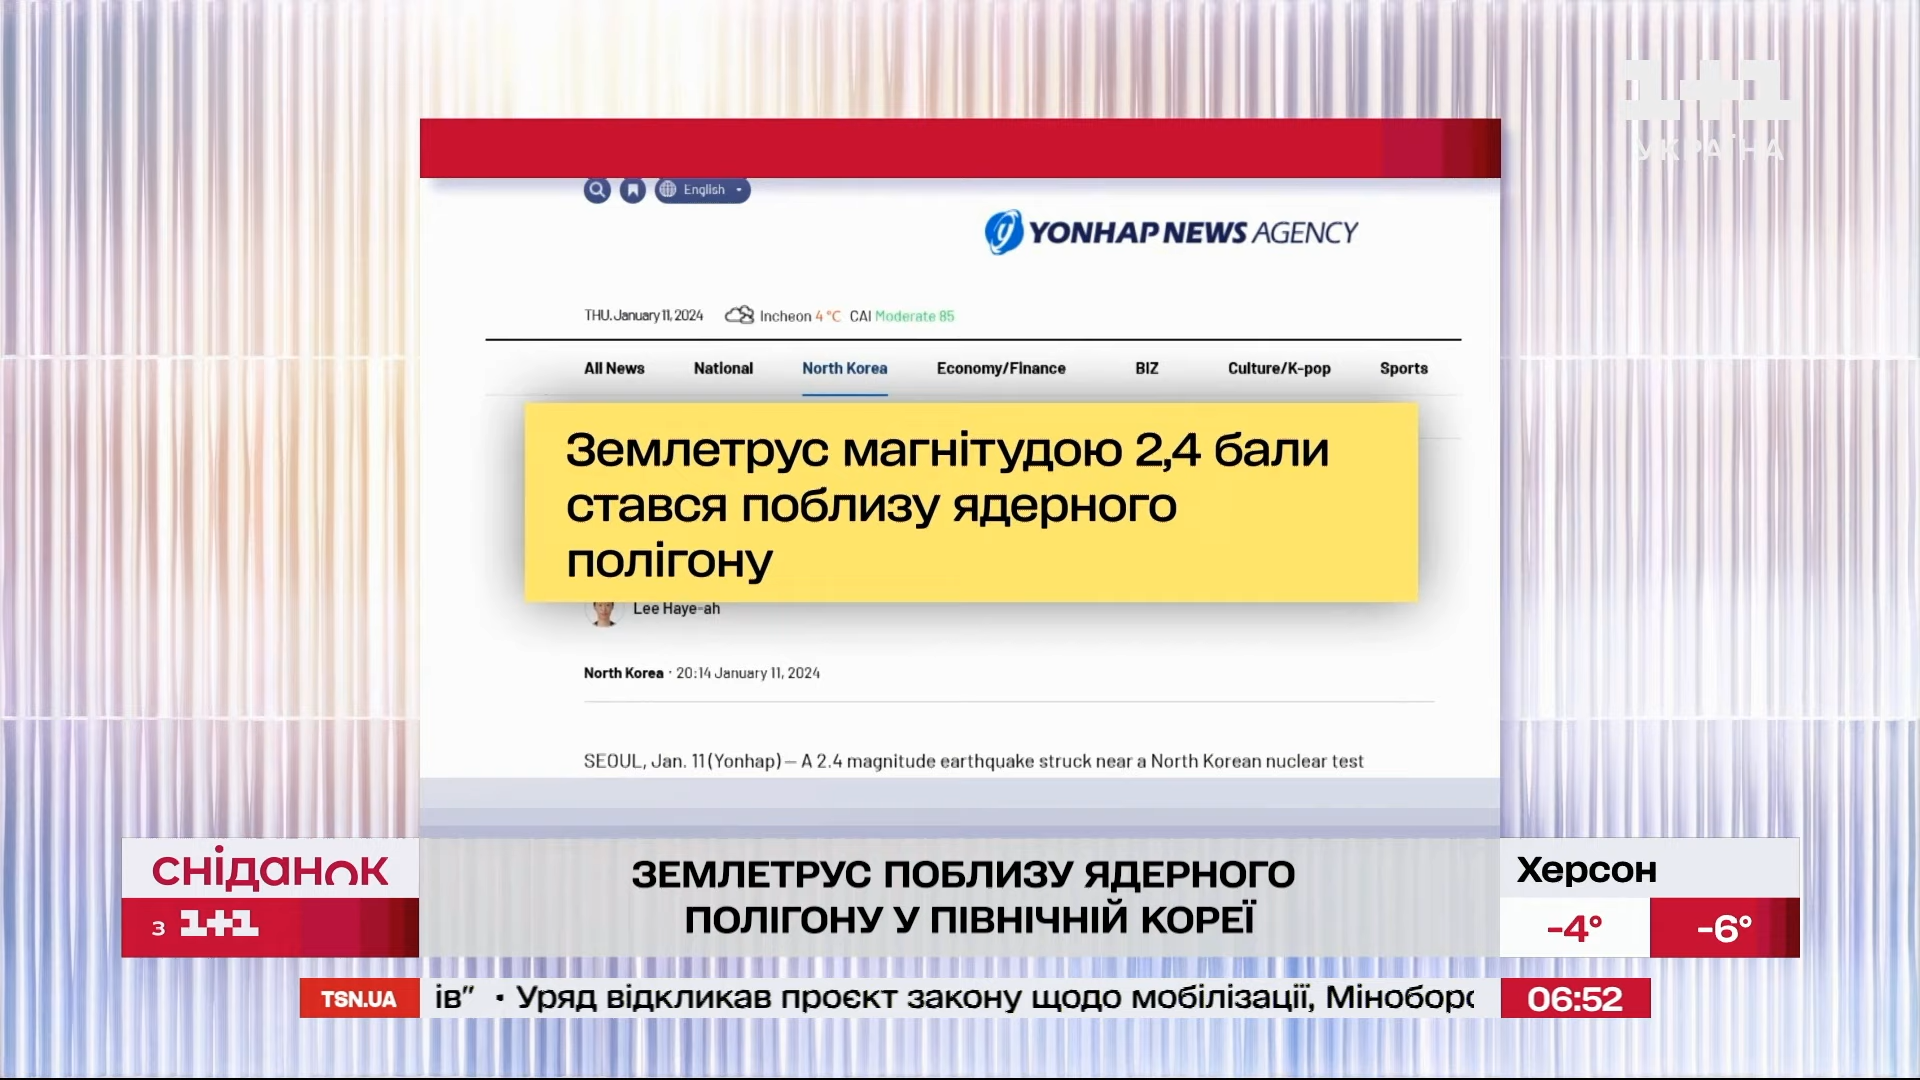 1+1
УКРАЇНА
English
YONHAP NEWS AGENCY
THU. January 11, 2024 Incheon 4 °C CAI Moderate 85
All News National North Korea Economy/Finance BIZ Culture/K-pop Sports
Землетрус магнітудою 2,4 бали
стався поблизу ядерного
полігону
Lee Haye-ah
North Korea · 20:14 January 11, 2024
SEOUL, Jan. 11 (Yonhap) — A 2.4 magnitude earthquake struck near a North Korean nuclear test
СНІДАНОК
з 1+1
ЗЕМЛЕТРУС ПОБЛИЗУ ЯДЕРНОГО
ПОЛІГОНУ У ПІВНІЧНІЙ КОРЕЇ
Херсон
-4° -6°
TSN.UA ів” • Уряд відкликав проєкт закону щодо мобілізації, Міноборо 06:52